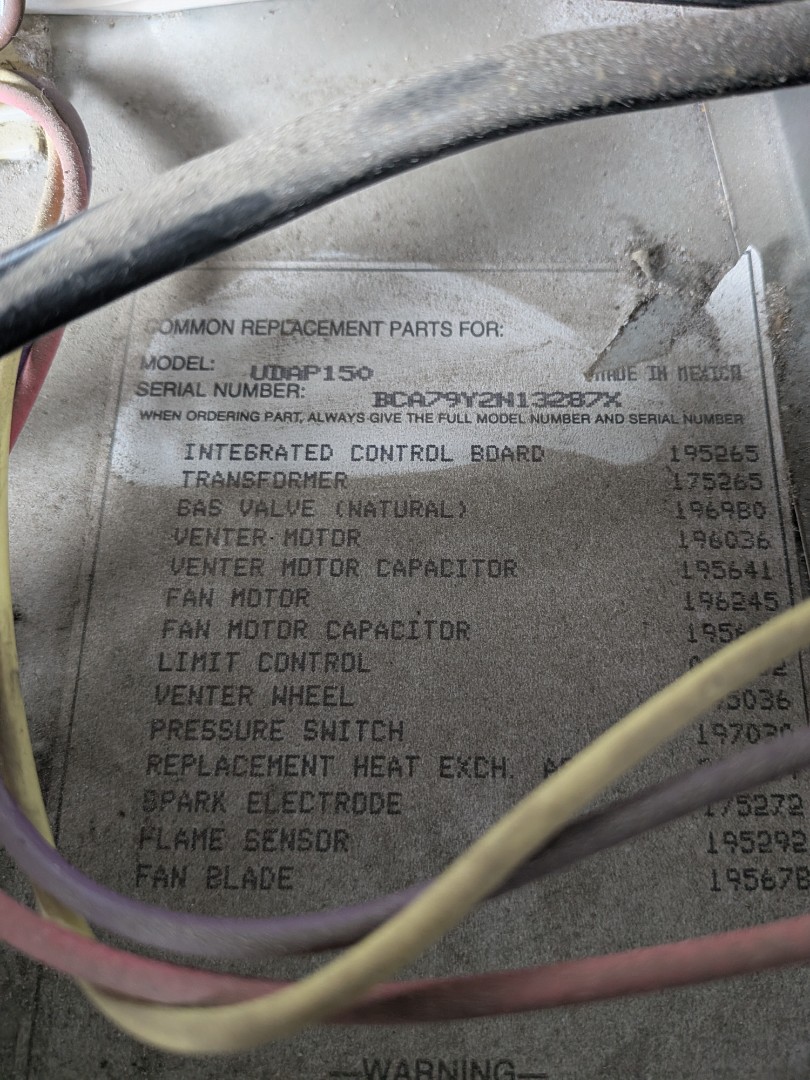 COMMON REPLACEMENT PARTS FOR:
MODEL: UDAP150 MADE IN MEXICO
SERIAL NUMBER: BCA79Y2N13287X
WHEN ORDERING PART, ALWAYS GIVE THE FULL MODEL NUMBER AND SERIAL NUMBER
INTEGRATED CONTROL BOARD 195265
TRANSFORMER 175265
GAS VALVE (NATURAL) 196980
VENTER MOTOR 196036
VENTER MOTOR CAPACITOR 195641
FAN MOTOR 196245
FAN MOTOR CAPACITOR
LIMIT CONTROL
VENTER WHEEL
PRESSURE SWITCH
REPLACEMENT HEAT EXCH.
SPARK ELECTRODE 175272
FLAME SENSOR 195292
FAN BLADE 195678
—WARNING—